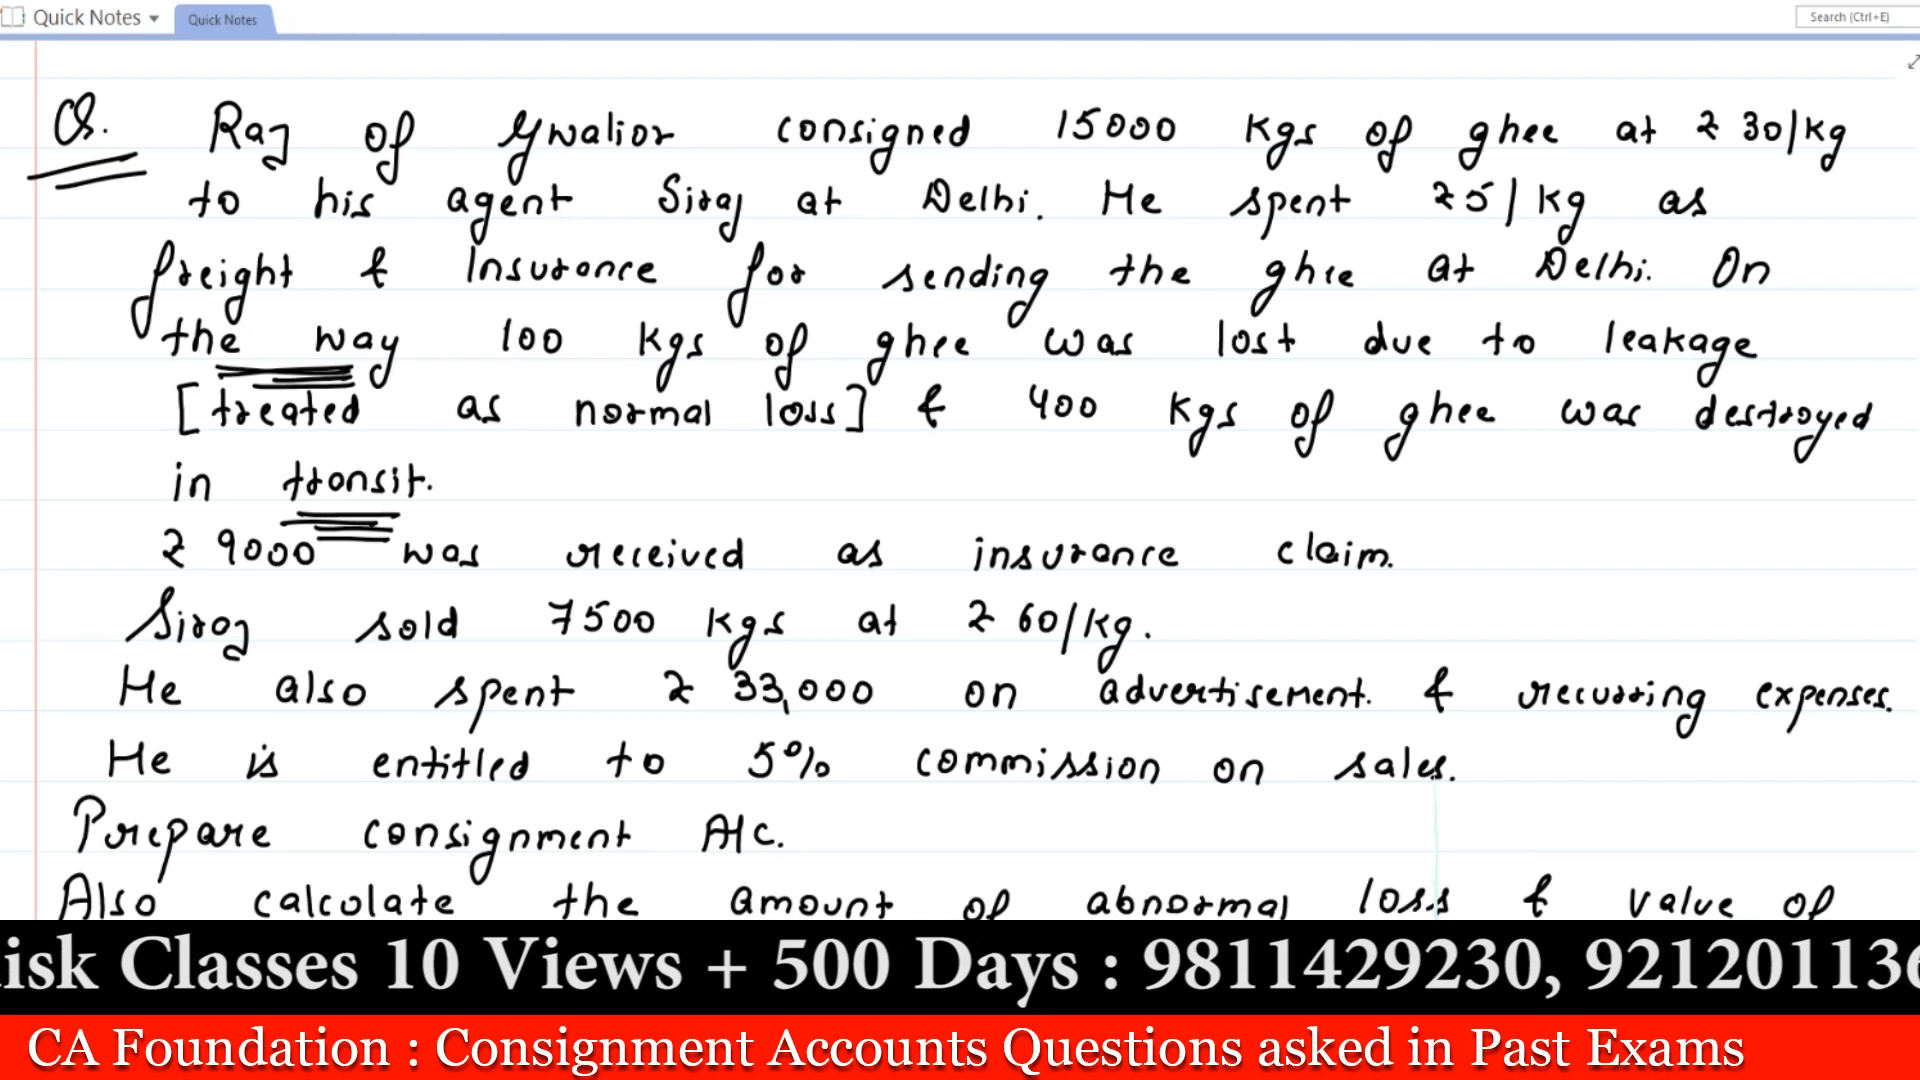 Quick Notes
Quick Notes
Search (Ctrl+E)
Q. Raj of Gwalior consigned 15000 kgs of ghee at ₹ 30/kg
to his agent Siraj at Delhi. He spent ₹5/kg as
freight & Insurance for sending the ghee at Delhi. On
the way 100 kgs of ghee was lost due to leakage
[treated as normal loss] & 400 kgs of ghee was destroyed
in transit.
₹ 9000 was received as insurance claim.
Siraj sold 7500 kgs at ₹ 60/kg.
He also spent ₹ 33,000 on advertisement. & recurring expenses.
He is entitled to 5% commission on sales.
Prepare consignment A/c.
Also calculate the amount of abnormal loss & value of
isk Classes 10 Views + 500 Days : 9811429230, 921201136
CA Foundation : Consignment Accounts Questions asked in Past Exams